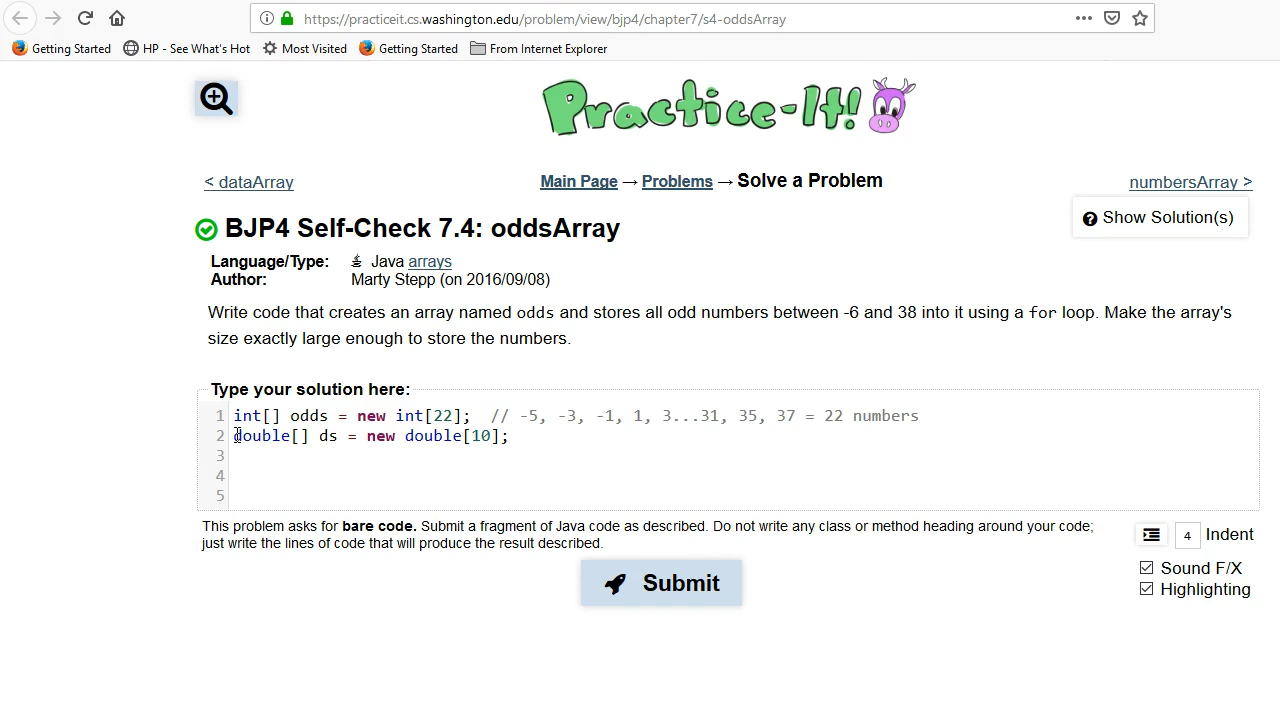 https://practiceit.cs.washington.edu/problem/view/bjp4/chapter7/s4-oddsArray
Getting Started HP - See What's Hot Most Visited Getting Started From Internet Explorer
Practice-It!
< dataArray Main Page → Problems → Solve a Problem numbersArray >
BJP4 Self-Check 7.4: oddsArray
Show Solution(s)
Language/Type: Java arrays
Author: Marty Stepp (on 2016/09/08)
Write code that creates an array named odds and stores all odd numbers between -6 and 38 into it using a for loop. Make the array's
size exactly large enough to store the numbers.
Type your solution here:
1 int[] odds = new int[22]; // -5, -3, -1, 1, 3...31, 35, 37 = 22 numbers
2 double[] ds = new double[10];
3
4
5
This problem asks for bare code. Submit a fragment of Java code as described. Do not write any class or method heading around your code;
just write the lines of code that will produce the result described.
4 Indent
Sound F/X
Highlighting
Submit